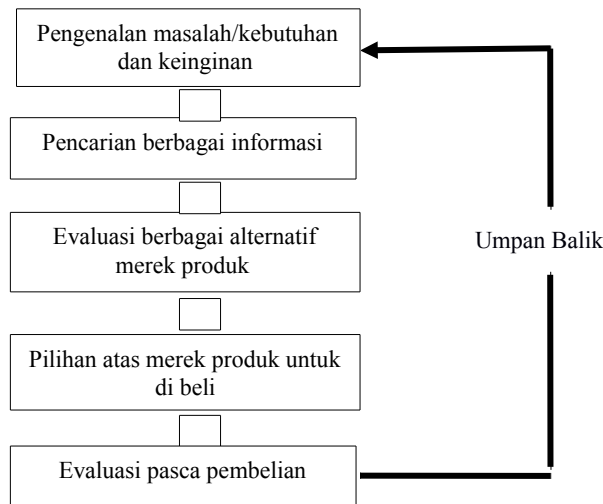 Pengenalan masalah/kebutuhan
dan keinginan
Pencarian berbagai informasi
Evaluasi berbagai alternatif
merek produk
Umpan Balik
Pilihan atas merek produk untuk
di beli
Evaluasi pasca pembelian